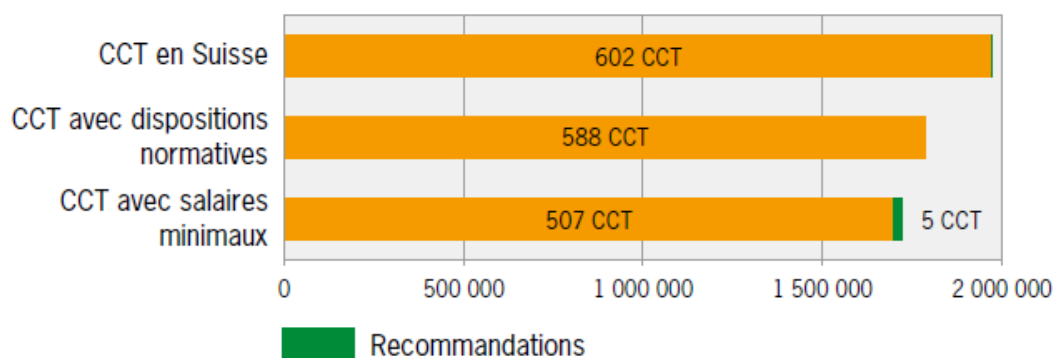 CCT en Suisse
602 CCT
CCT avec dispositions
normatives
588 CCT
CCT avec salaires
minimaux
507 CCT
5 CCT
0
500 000
1 000 000
1 500 000
2 000 000
Recommandations